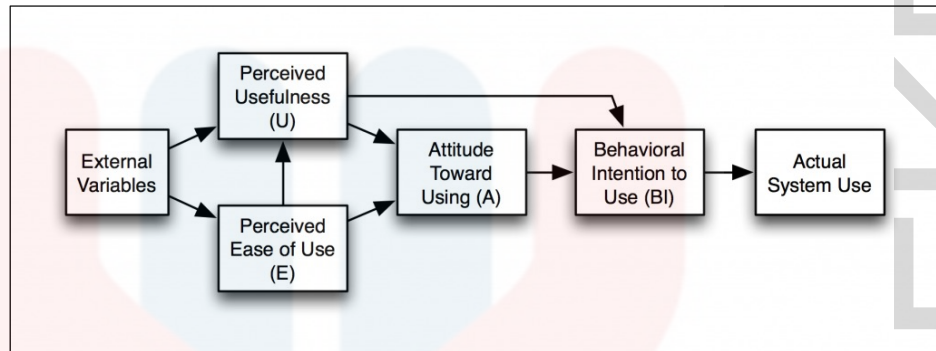 Perceived
Usefulness
(U)
External
Variables
Perceived
Ease of Use
(E)
Attitude
Toward
Using (A)
Behavioral
Intention to
Use (BI)
Actual
System Use